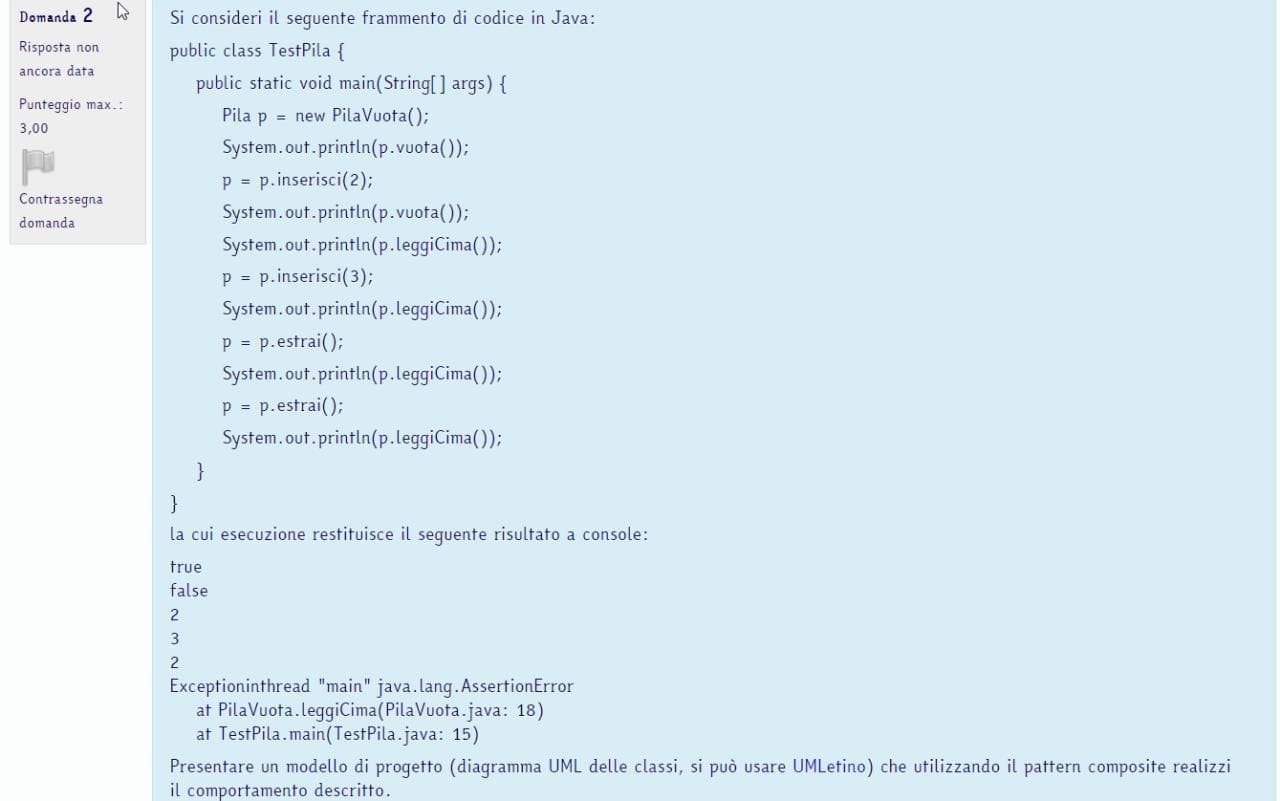 Domanda 2
Risposta non
ancora data
Punteggio max.:
3,00
Contrassegna
domanda
Si consideri il seguente frammento di codice in Java:
public class TestPila {
public static void main(String[] args) {
Pila p = new PilaVuota();
System.out.println(p.vuota());
p = p.inserisci(2);
System.out.println(p.vuota());
System.out.println(p.leggiCima());
p = p.inserisci(3);
System.out.println(p.leggiCima());
p = p.estrai();
System.out.println(p.leggiCima());
p = p.estrai();
System.out.println(p.leggiCima());
}
}
la cui esecuzione restituisce il seguente risultato a console:
true
false
2
3
2
Exceptioninthread "main" java.lang.AssertionError
at PilaVuota.leggiCima(PilaVuota.java: 18)
at TestPila.main(TestPila.java: 15)
Presentare un modello di progetto (diagramma UML delle classi, si può usare UMLetino) che utilizzando il pattern composite realizzi
il comportamento descritto.